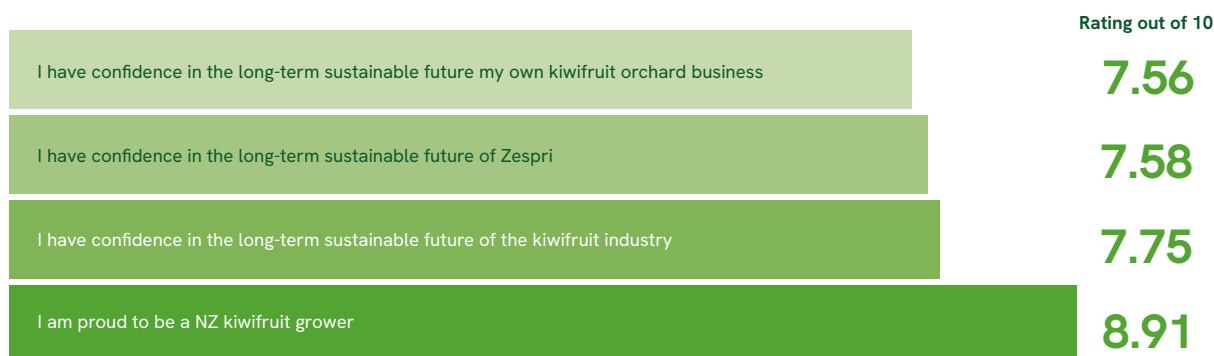 Rating out of 10
I have confidence in the long-term sustainable future my own kiwifruit orchard business
7.56
I have confidence in the long-term sustainable future of Zespri
7.58
I have confidence in the long-term sustainable future of the kiwifruit industry
7.75
I am proud to be a NZ kiwifruit grower
8.91